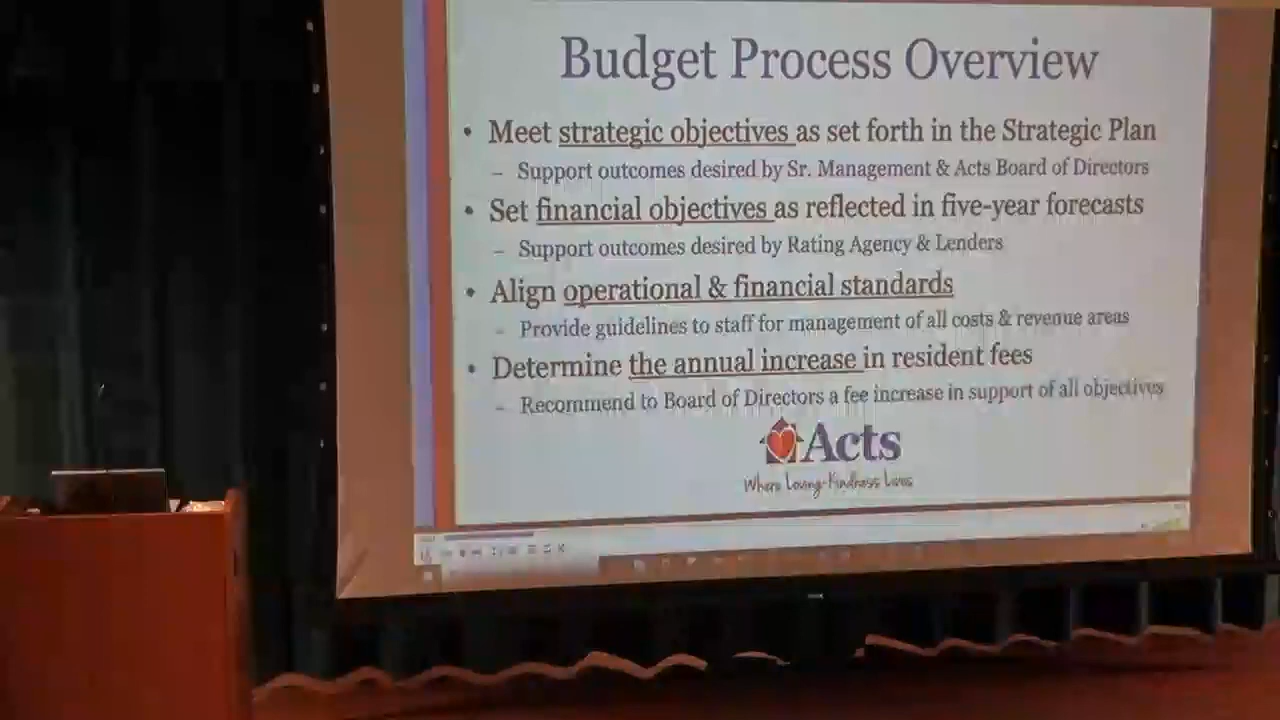 Budget Process Overview
• Meet strategic objectives as set forth in the Strategic Plan
– Support outcomes desired by Sr. Management & Acts Board of Directors
• Set financial objectives as reflected in five-year forecasts
– Support outcomes desired by Rating Agency & Lenders
• Align operational & financial standards
– Provide guidelines to staff for management of all costs & revenue areas
• Determine the annual increase in resident fees
– Recommend to Board of Directors a fee increase in support of all objectives
Acts
Where Loving-Kindness Lives